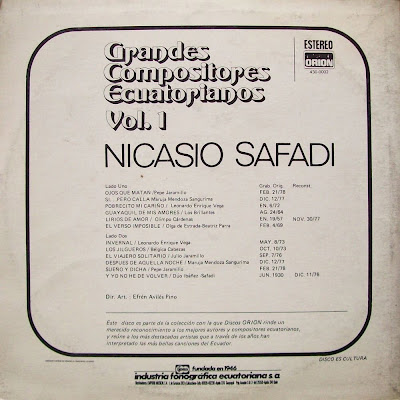 Grandes
Compositores
Ecuatorianos
Vol. 1
ESTEREO
ORION
NICASIO SAFADI
Lado Uno Grab. Orig. Reconst.
OJOS QUE MATAN / Pepe Jaramillo FEB. 21/78
SI... PERO CALLA Maruja Mendoza Sangurima DIC. 12/77
POBRECITO MI CARIÑO / Leonardo Enrique Vega EN. 6/73
GUAYAQUIL DE MIS AMORES / Los Brillantes AG. 24/64
LIRIOS DE AMOR / Olimpo Cárdenas EN. 19/57 NOV. 30/77
EL VERSO IMPOSIBLE / Olga de Estrada-Beatriz Parra FEB. 4/69
Lado Dos
INVERNAL / Leonardo Enrique Vega MAY. 8/73
LOS JILGUEROS / Bélgica Cabezas OCT. 10/73
EL VIAJERO SOLITARIO / Julio Jaramillo SEP. 7/76
DESPUES DE AQUELLA NOCHE / Maruja Mendoza Sangurima DIC. 12/77
SUEÑO Y DICHA / Pepe Jaramillo FEB. 21/78
Y YO NO HE DE VOLVER / Dúo Ibáñez Safadi JUN. 1930 DIC. 11/76
Dir. Art.: Efrén Avilés Pino
Este disco es parte de la colección con la que Discos ORION rinde un
merecido reconocimiento a los mejores autores y compositores ecuatorianos,
y reúne a los más destacados artistas que a través de los años han
interpretado las más bellas canciones del Ecuador.
DISCO ES CULTURA
fundada en 1946
industria fonográfica ecuatoriana s.a.